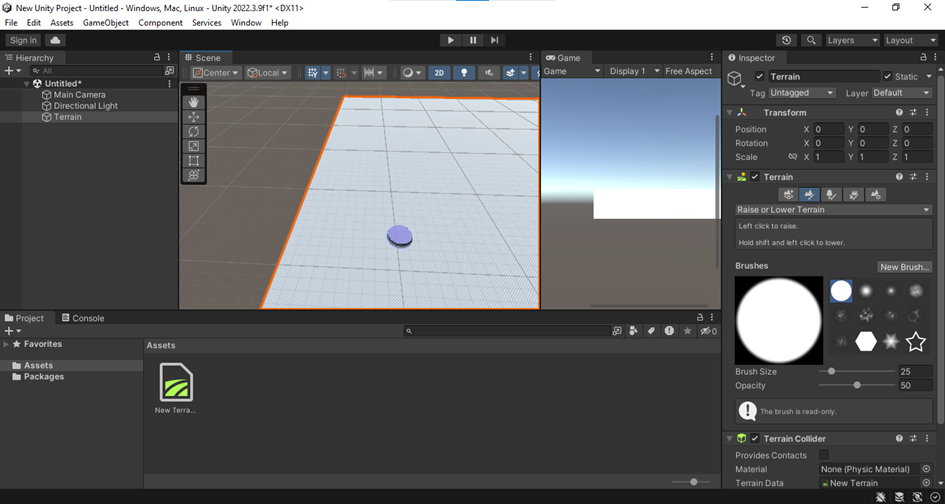 New Unity Project - Untitled - Windows, Mac, Linux - Unity 2022.3.9f1* <DX11>
File Edit Assets GameObject Component Services Window Help
Sign in Layers Layout
Hierarchy
All
Untitled*
Main Camera
Directional Light
Terrain
Scene
Center Local 2D
Game
Game Display 1 Free Aspect
Inspector
Terrain Static
Tag Untagged Layer Default
Transform
Position X 0 Y 0 Z 0
Rotation X 0 Y 0 Z 0
Scale X 1 Y 1 Z 1
Terrain
Raise or Lower Terrain
Left click to raise.
Hold shift and left click to lower.
Brushes New Brush...
Brush Size 25
Opacity 50
The brush is read-only.
Terrain Collider
Provides Contacts
Material None (Physic Material)
Terrain Data New Terrain
Project Console
0
Favorites
Assets
Packages
Assets
New Terra...